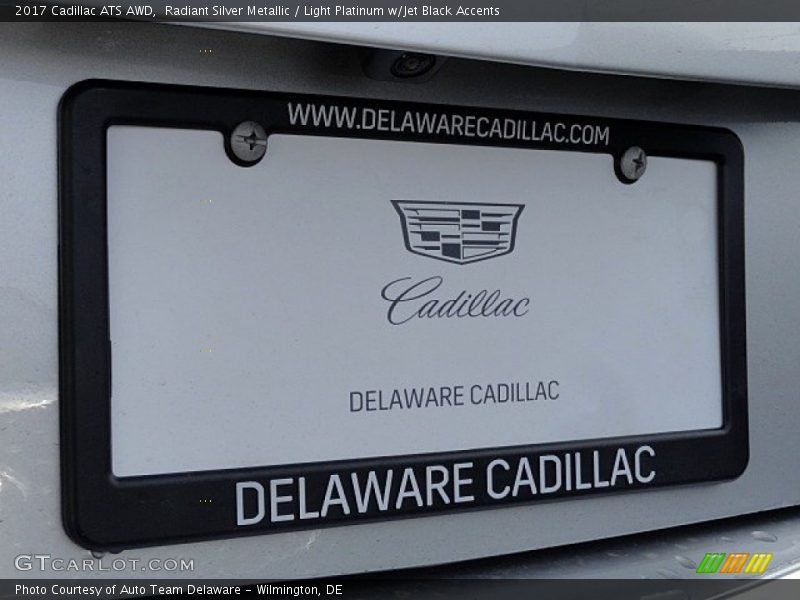 2017 Cadillac ATS AWD,  Radiant Silver Metallic / Light Platinum w/Jet Black Accents
WWW.DELAWARECADILLAC.COM
Cadillac
DELAWARE CADILLAC
DELAWARE CADILLAC
GTCARLOT.COM
Photo Courtesy of Auto Team Delaware - Wilmington, DE